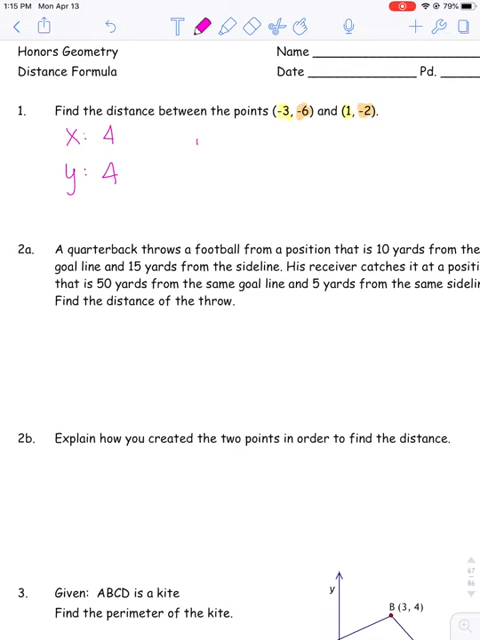 1:15 PM Mon Apr 13
79%
T
Honors Geometry
Name
Distance Formula
Date Pd.
1. Find the distance between the points (-3, -6) and (1, -2).
x: 4
y: 4
2a. A quarterback throws a football from a position that is 10 yards from the
goal line and 15 yards from the sideline. His receiver catches it at a positi
that is 50 yards from the same goal line and 5 yards from the same sidelin
Find the distance of the throw.
2b. Explain how you created the two points in order to find the distance.
67
86
3. Given: ABCD is a kite
Find the perimeter of the kite.
y
B (3, 4)